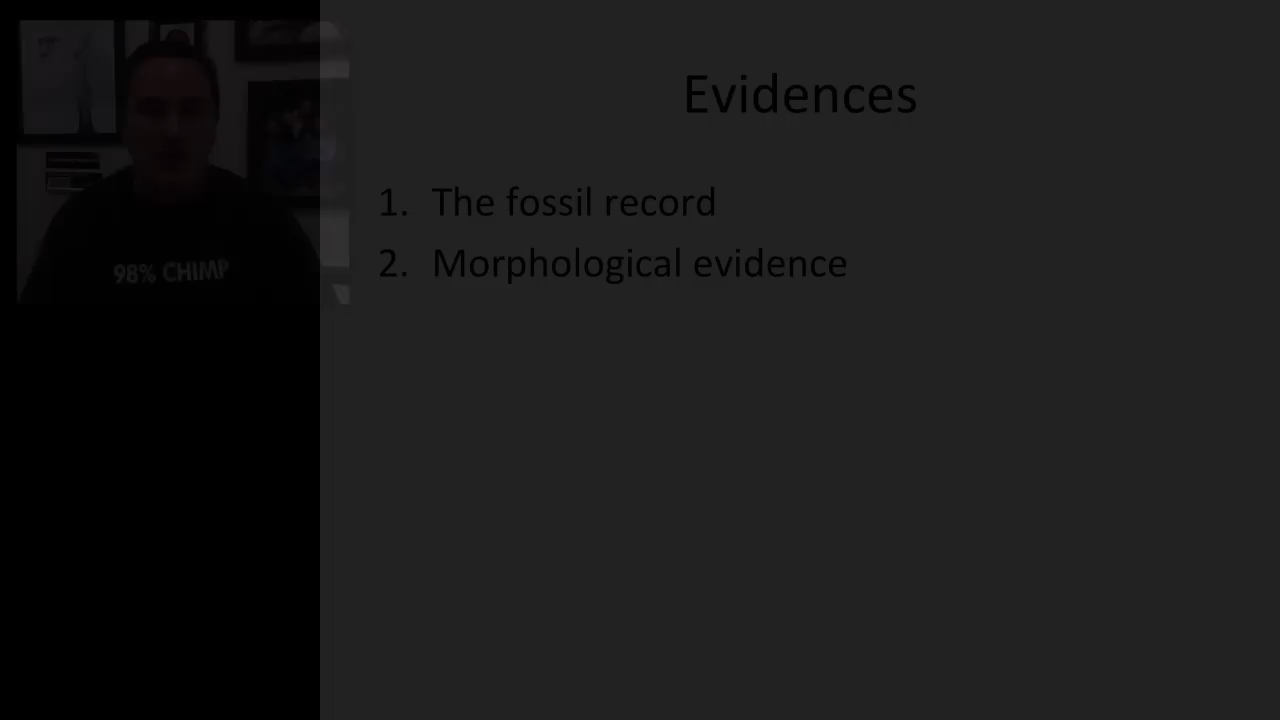 Evidences
1. The fossil record
2. Morphological evidence
98% CHIMP